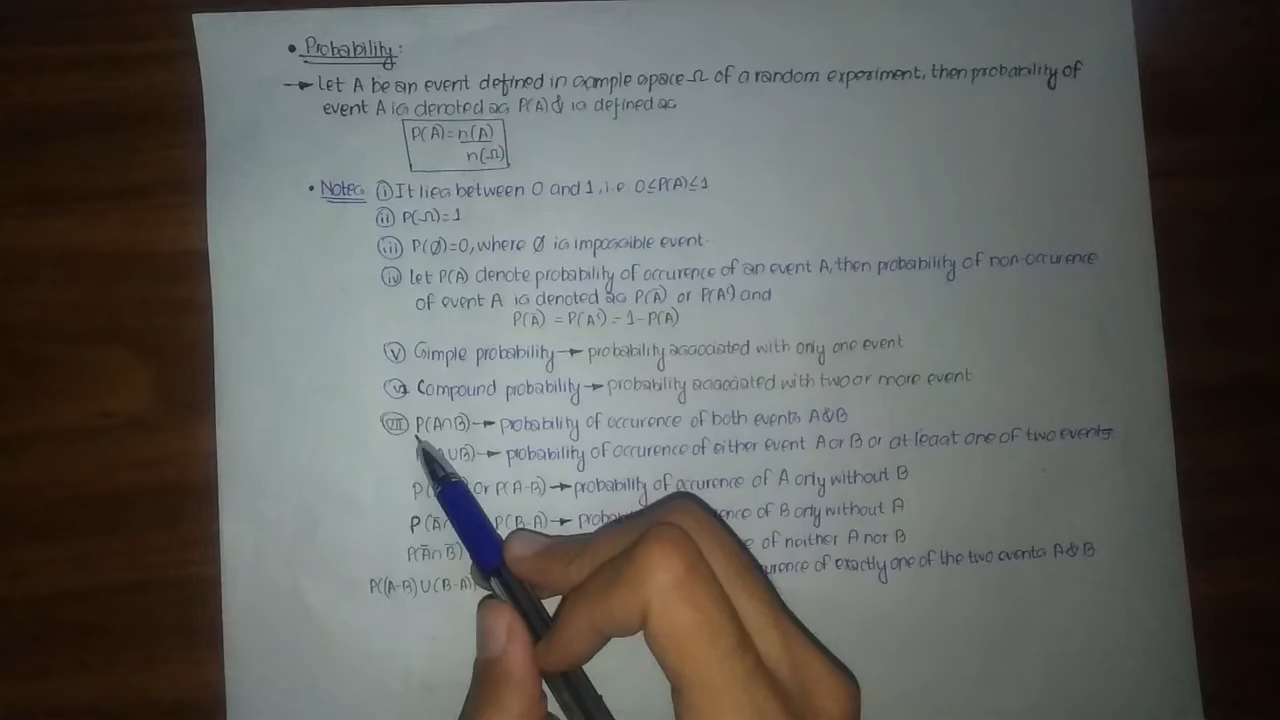 • Probability:
→ Let A be an event defined in sample space Ω of a random experiment, then probability of
event A is denoted as P(A) & is defined as
P(A) = n(A)
n(Ω)
• Notes (i) It lies between 0 and 1, i.e 0≤P(A)≤1
(ii) P(Ω)=1
(iii) P(∅)=0, where ∅ is impossible event.
(iv) let P(A) denote probability of occurence of an event A, then probability of non-occurence
of event A is denoted as P(A̅) or P(A') and
P(A̅) = P(A') = 1-P(A)
(v) Simple probability → probability associated with only one event
(vi) Compound probability → probability associated with two or more event
(vii) P(A∩B) → probability of occurence of both events A&B
∪B) → probability of occurence of either event A or B or at least one of two events
P( or P(A-B) → probability of occurence of A only without B
P(A̅∩ P(B-A) → of B only without A
P(A̅∩B̅) of neither A nor B
P((A-B)∪(B-A)) of exactly one of the two events A&B